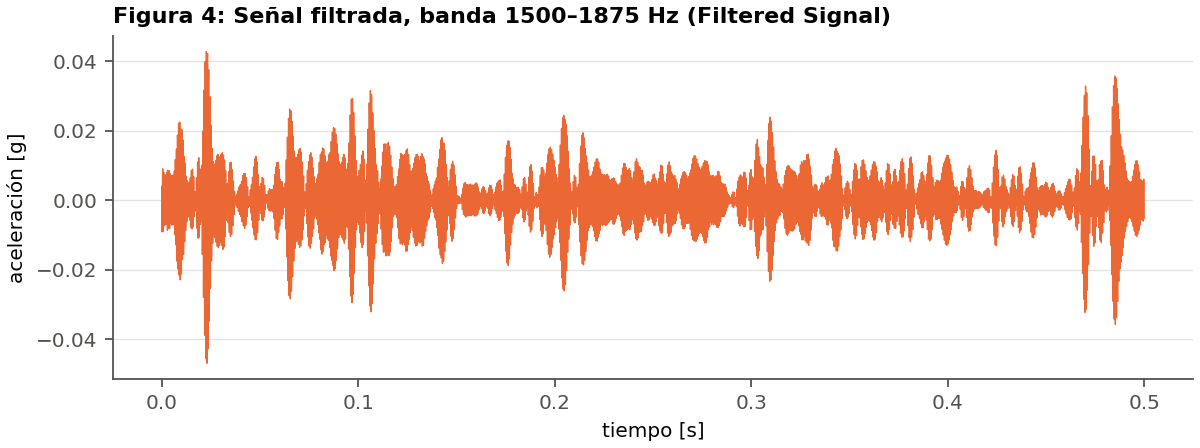 Figura 4: Señal filtrada, banda 1500–1875 Hz (Filtered Signal)
aceleración [g]
0.04
0.02
0.00
−0.02
−0.04
0.0 0.1 0.2 0.3 0.4 0.5
tiempo [s]